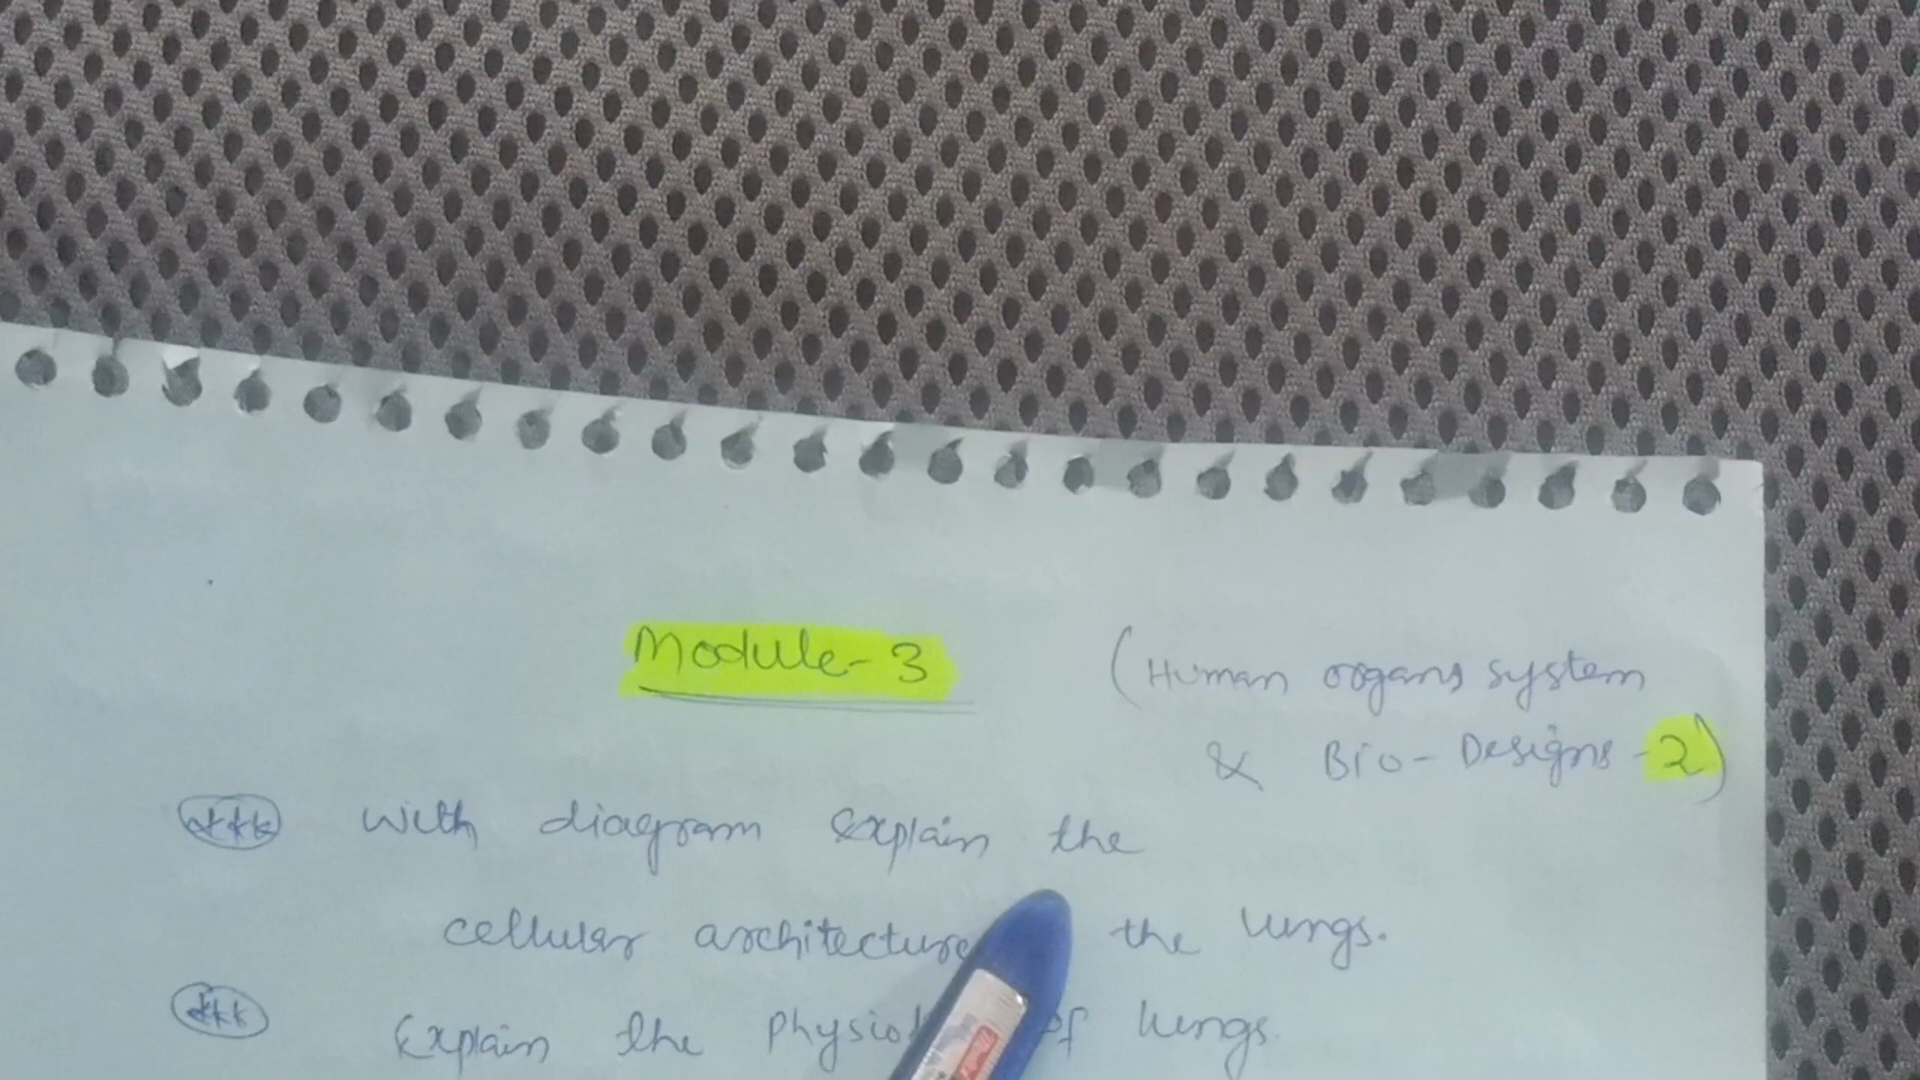 Module-3
(Human organs system
& Bio-Designs-2)
*** with diagram explain the
cellular architecture the lungs.
*** Explain the of lungs.